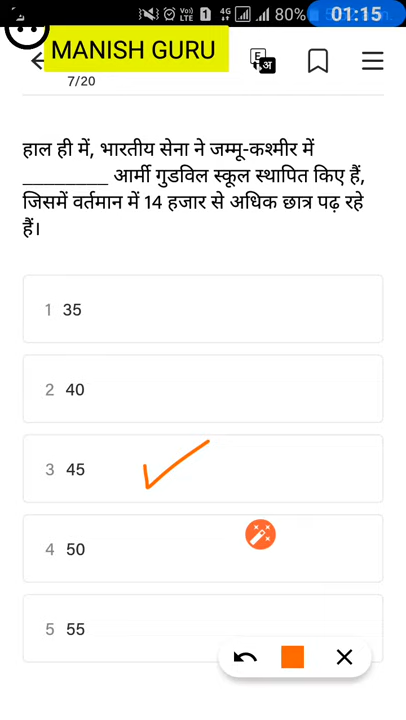 80%
01:15
MANISH GURU
7/20
हाल ही में, भारतीय सेना ने जम्मू-कश्मीर में
_________ आर्मी गुडविल स्कूल स्थापित किए हैं,
जिसमें वर्तमान में 14 हजार से अधिक छात्र पढ़ रहे
हैं।
1 35
2 40
3 45
4 50
5 55